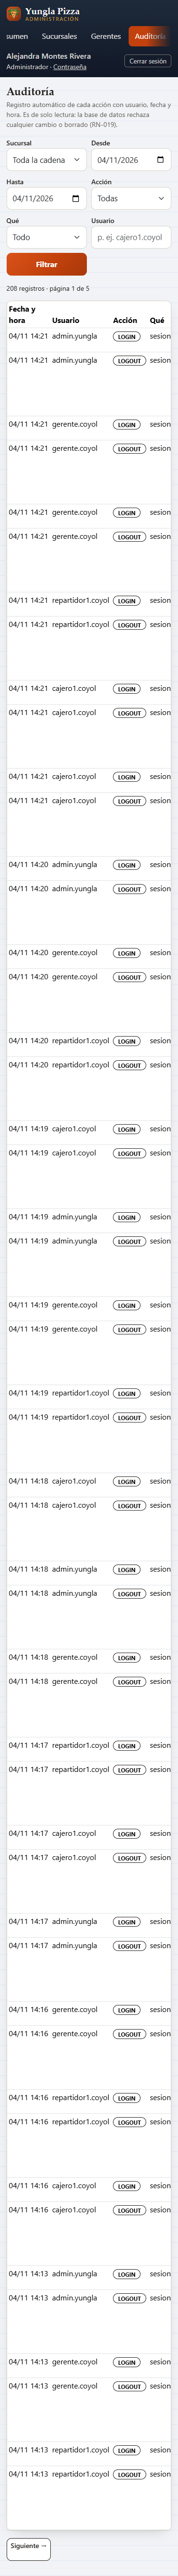 Yungla Pizza
ADMINISTRACIÓN
sumen Sucursales Gerentes Auditoría
Alejandra Montes Rivera
Administrador · Contraseña
Cerrar sesión
Auditoría
Registro automático de cada acción con usuario, fecha y
hora. Es de solo lectura: la base de datos rechaza
cualquier cambio o borrado (RN-019).
Sucursal Desde
Toda la cadena 04/11/2026
Hasta Acción
04/11/2026 Todas
Qué Usuario
Todo p. ej. cajero1.coyol
Filtrar
208 registros · página 1 de 5
Fecha y
hora Usuario Acción Qué
04/11 14:21 admin.yungla LOGIN sesion
04/11 14:21 admin.yungla LOGOUT sesion
04/11 14:21 gerente.coyol LOGIN sesion
04/11 14:21 gerente.coyol LOGOUT sesion
04/11 14:21 gerente.coyol LOGIN sesion
04/11 14:21 gerente.coyol LOGOUT sesion
04/11 14:21 repartidor1.coyol LOGIN sesion
04/11 14:21 repartidor1.coyol LOGOUT sesion
04/11 14:21 cajero1.coyol LOGIN sesion
04/11 14:21 cajero1.coyol LOGOUT sesion
04/11 14:21 cajero1.coyol LOGIN sesion
04/11 14:21 cajero1.coyol LOGOUT sesion
04/11 14:20 admin.yungla LOGIN sesion
04/11 14:20 admin.yungla LOGOUT sesion
04/11 14:20 gerente.coyol LOGIN sesion
04/11 14:20 gerente.coyol LOGOUT sesion
04/11 14:20 repartidor1.coyol LOGIN sesion
04/11 14:20 repartidor1.coyol LOGOUT sesion
04/11 14:19 cajero1.coyol LOGIN sesion
04/11 14:19 cajero1.coyol LOGOUT sesion
04/11 14:19 admin.yungla LOGIN sesion
04/11 14:19 admin.yungla LOGOUT sesion
04/11 14:19 gerente.coyol LOGIN sesion
04/11 14:19 gerente.coyol LOGOUT sesion
04/11 14:19 repartidor1.coyol LOGIN sesion
04/11 14:19 repartidor1.coyol LOGOUT sesion
04/11 14:18 cajero1.coyol LOGIN sesion
04/11 14:18 cajero1.coyol LOGOUT sesion
04/11 14:18 admin.yungla LOGIN sesion
04/11 14:18 admin.yungla LOGOUT sesion
04/11 14:18 gerente.coyol LOGIN sesion
04/11 14:18 gerente.coyol LOGOUT sesion
04/11 14:17 repartidor1.coyol LOGIN sesion
04/11 14:17 repartidor1.coyol LOGOUT sesion
04/11 14:17 cajero1.coyol LOGIN sesion
04/11 14:17 cajero1.coyol LOGOUT sesion
04/11 14:17 admin.yungla LOGIN sesion
04/11 14:17 admin.yungla LOGOUT sesion
04/11 14:16 gerente.coyol LOGIN sesion
04/11 14:16 gerente.coyol LOGOUT sesion
04/11 14:16 repartidor1.coyol LOGIN sesion
04/11 14:16 repartidor1.coyol LOGOUT sesion
04/11 14:16 cajero1.coyol LOGIN sesion
04/11 14:16 cajero1.coyol LOGOUT sesion
04/11 14:13 admin.yungla LOGIN sesion
04/11 14:13 admin.yungla LOGOUT sesion
04/11 14:13 gerente.coyol LOGIN sesion
04/11 14:13 gerente.coyol LOGOUT sesion
04/11 14:13 repartidor1.coyol LOGIN sesion
04/11 14:13 repartidor1.coyol LOGOUT sesion
Siguiente →